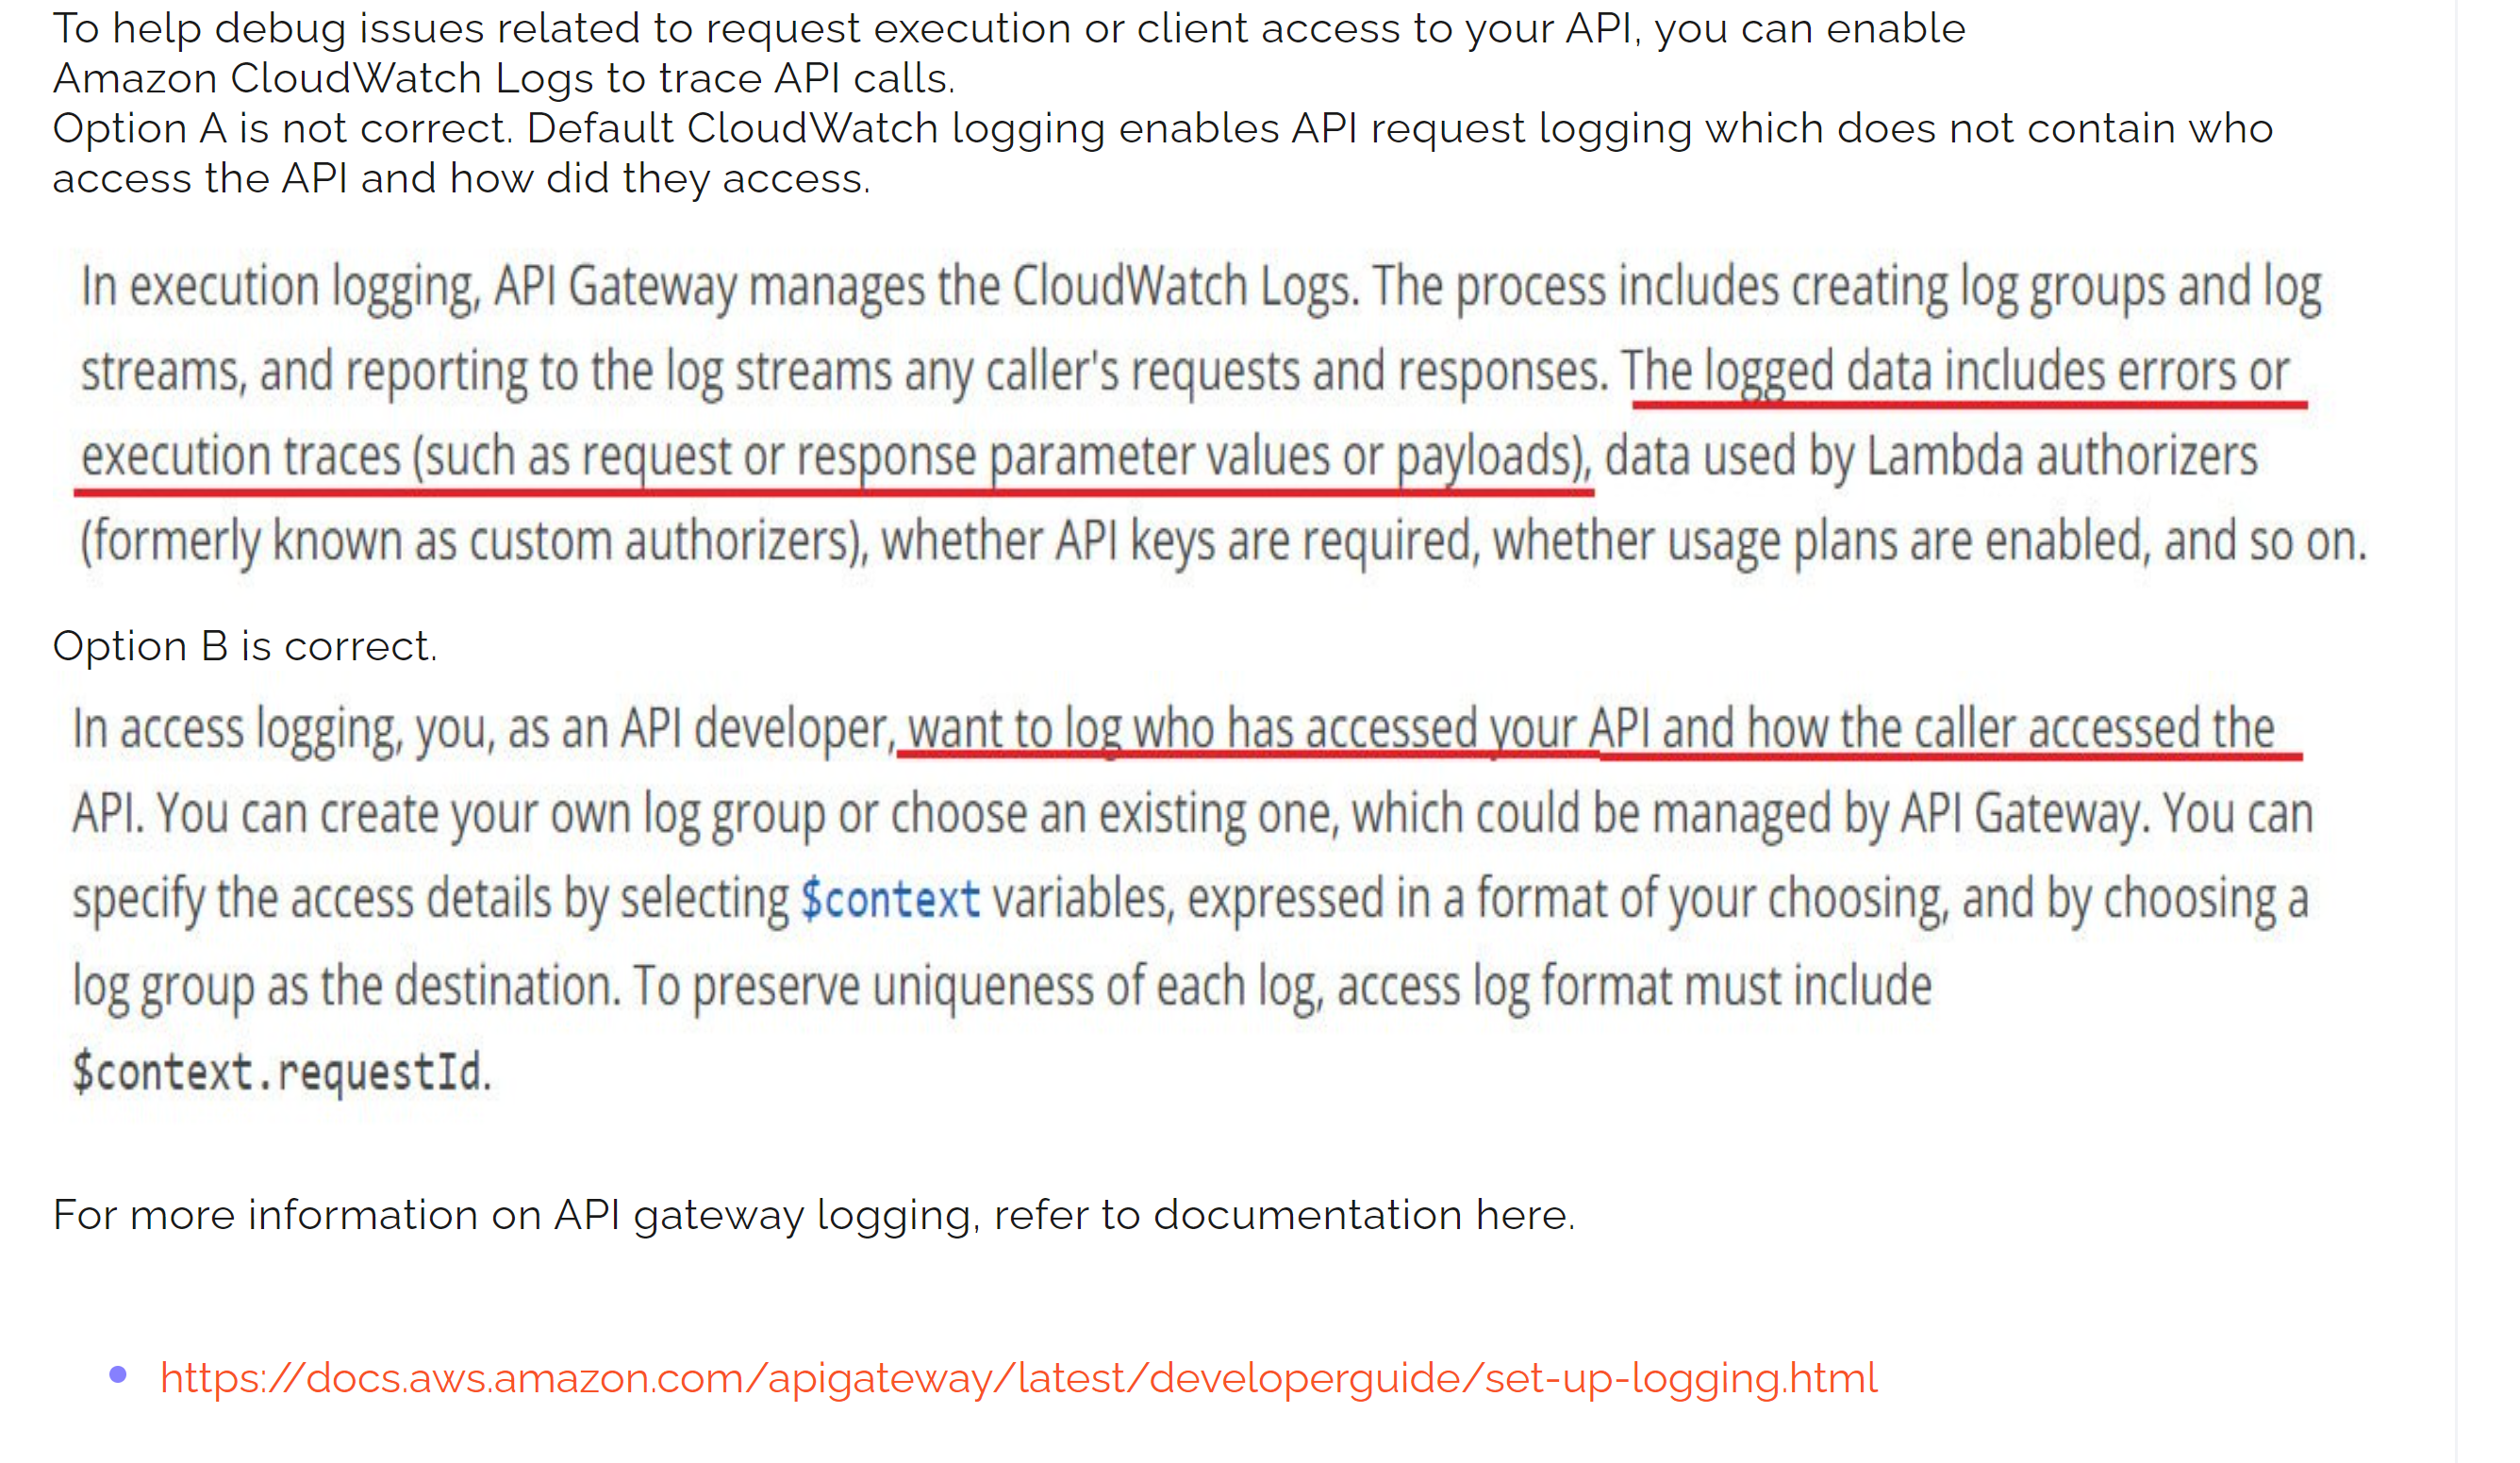 To help debug issues related to request execution or client access to your API, you can enable
Amazon CloudWatch Logs to trace API calls.
Option A is not correct. Default CloudWatch logging enables API request logging which does not contain who
access the API and how did they access.
In execution logging, API Gateway manages the CloudWatch Logs. The process includes creating log groups and log
streams, and reporting to the log streams any caller's requests and responses. The logged data includes errors or
execution traces (such as request or response parameter values or payloads), data used by Lambda authorizers
(formerly known as custom authorizers), whether API keys are required, whether usage plans are enabled, and so on.
Option B is correct.
In access logging, you, as an API developer, want to log who has accessed your API and how the caller accessed the
API. You can create your own log group or choose an existing one, which could be managed by API Gateway. You can
specify the access details by selecting $context variables, expressed in a format of your choosing, and by choosing a
log group as the destination. To preserve uniqueness of each log, access log format must include
$context.requestId.
For more information on API gateway logging, refer to documentation here.
https://docs.aws.amazon.com/apigateway/latest/developerguide/set-up-logging.html